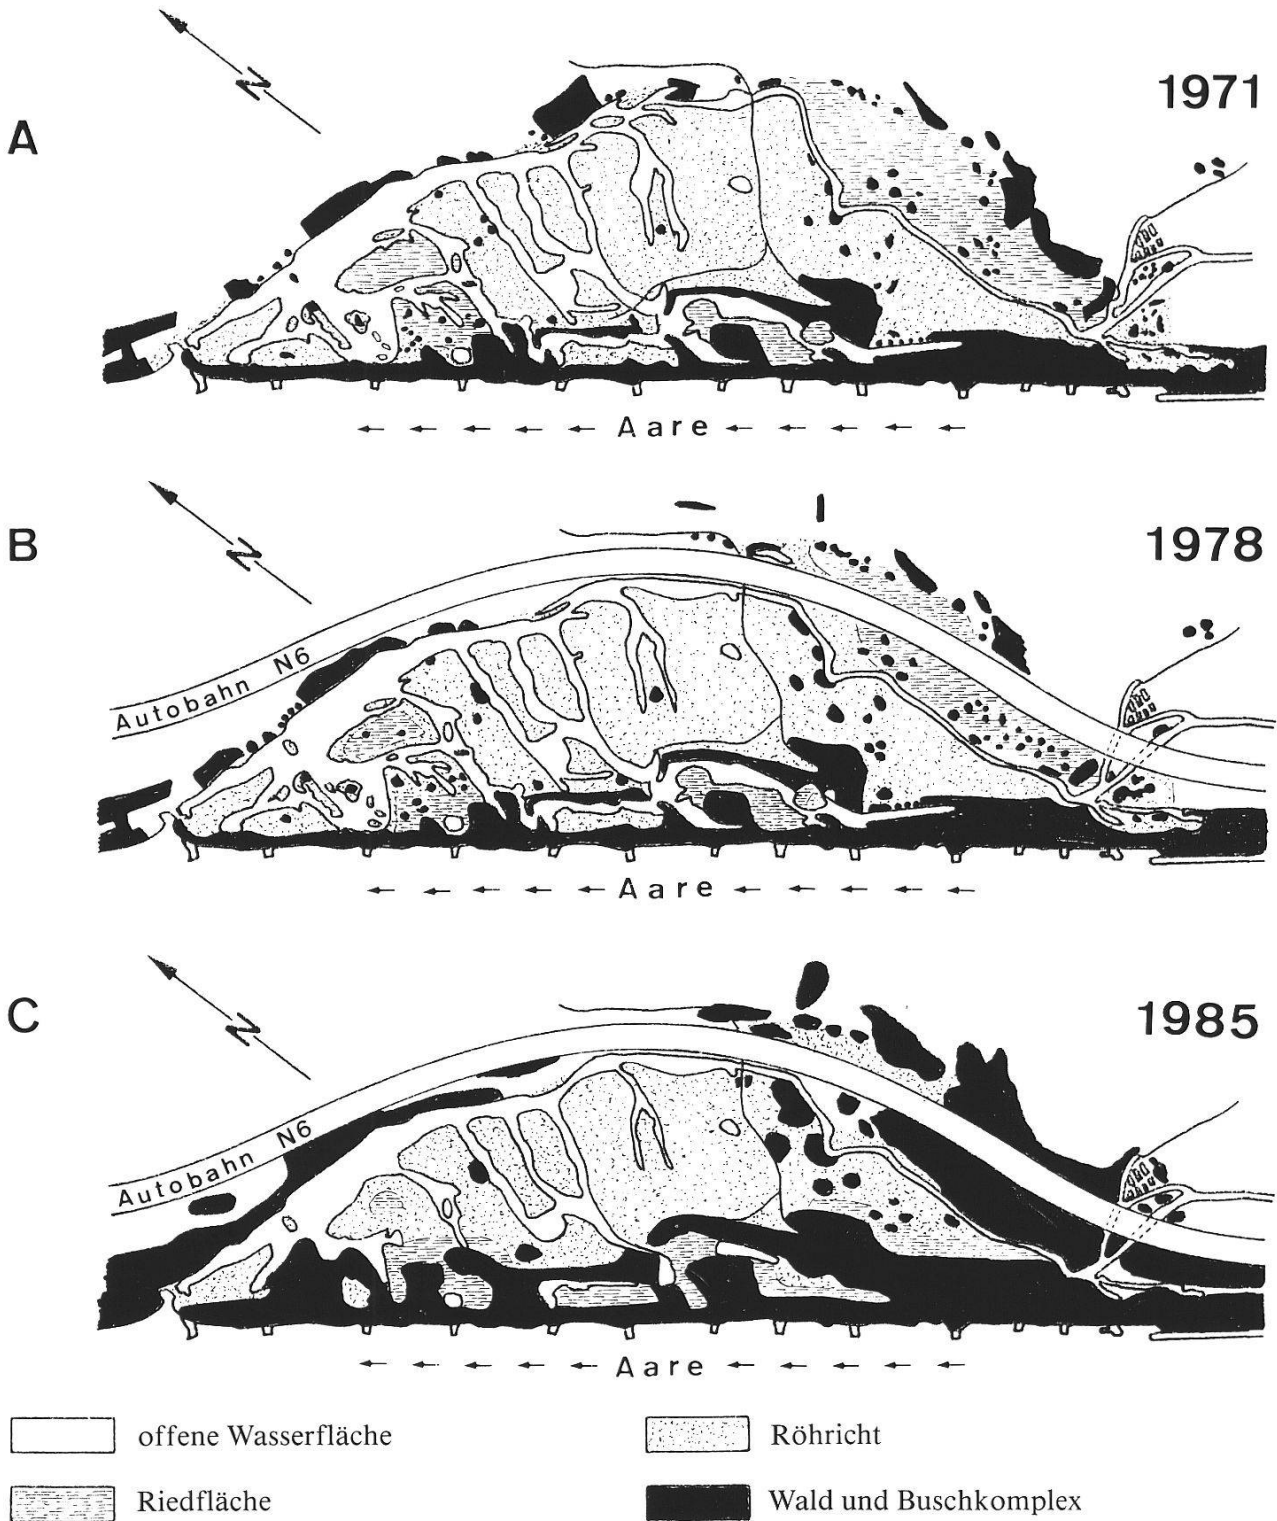 N
1971
A
Aare
N
B
1978
Autobahn N6
Aare
N
C
1985
Autobahn N6
Aare
offene Wasserfläche
Röhricht
Riedfläche
Wald und Buschkomplex